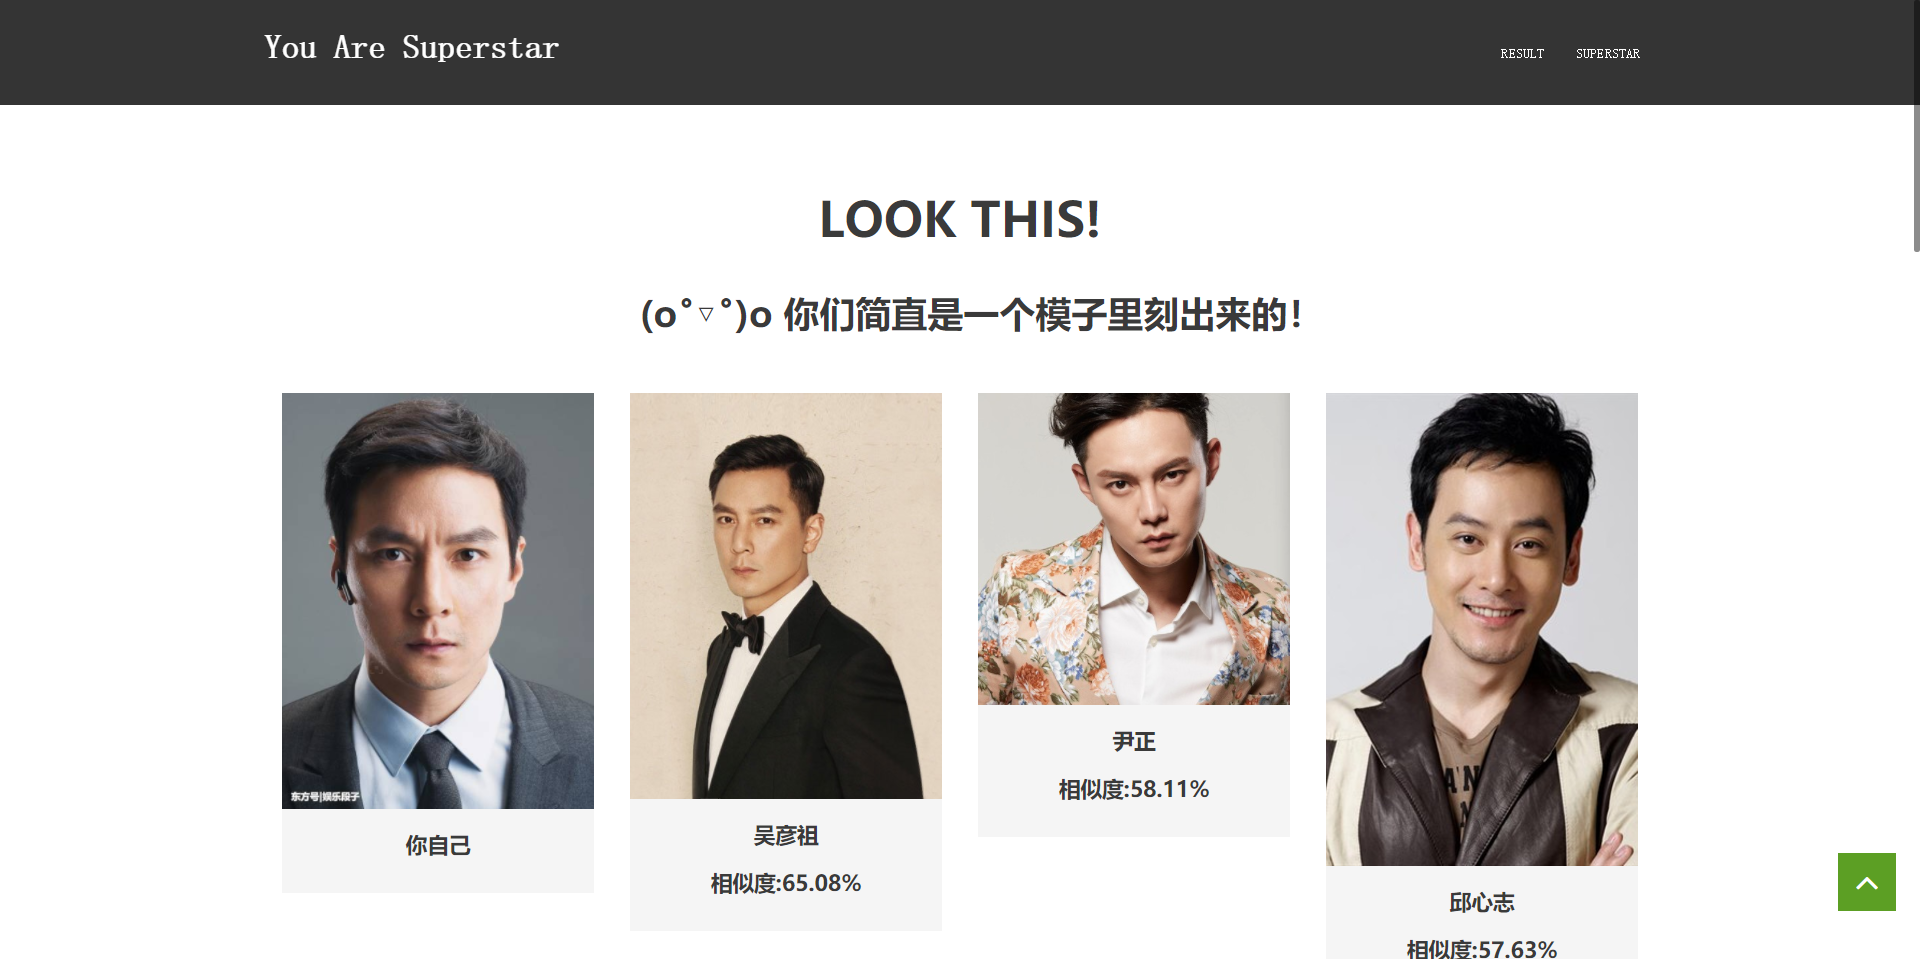 You Are Superstar
RESULT
SUPERSTAR
LOOK THIS!
(o゚▽゚)o 你们简直是一个模子里刻出来的！
东方号|娱乐段子
你自己
吴彦祖
相似度:65.08%
尹正
相似度:58.11%
邱心志
相似度:57.63%